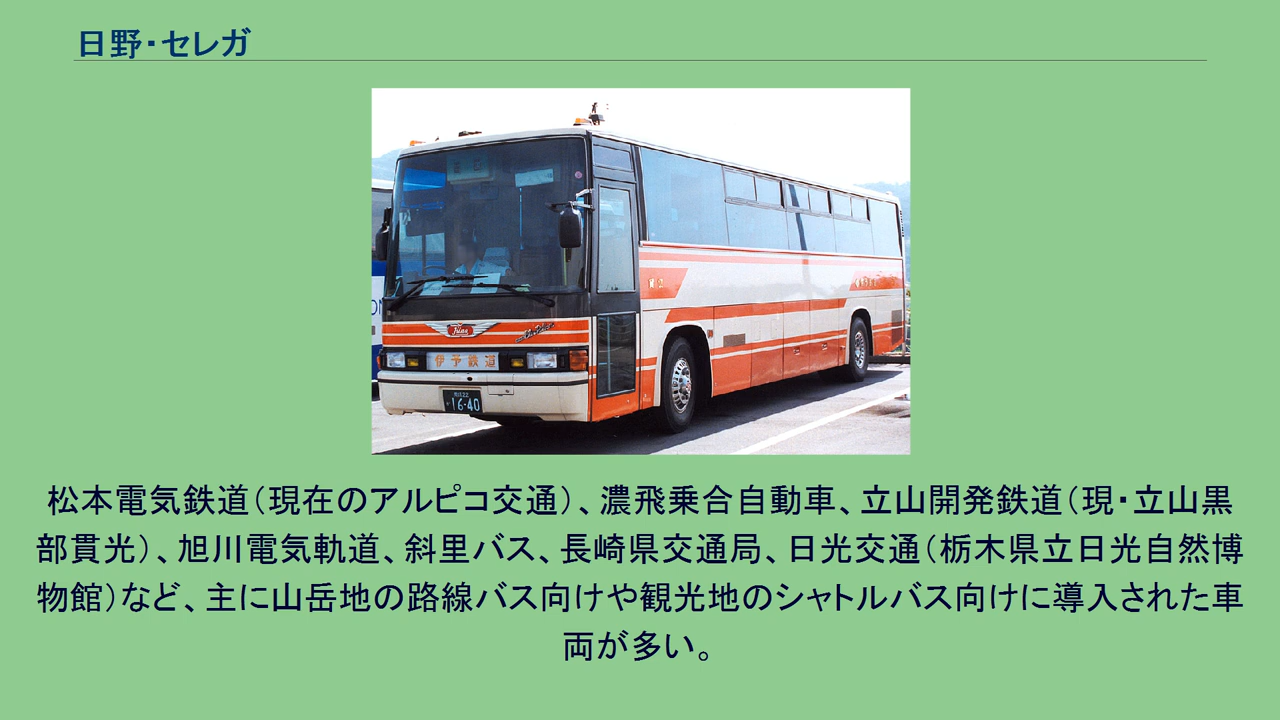 日野・セレガ
伊予鉄道
16-40
松本電気鉄道（現在のアルピコ交通）、濃飛乗合自動車、立山開発鉄道（現・立山黒
部貫光）、旭川電気軌道、斜里バス、長崎県交通局、日光交通（栃木県立日光自然博
物館）など、主に山岳地の路線バス向けや観光地のシャトルバス向けに導入された車
両が多い。